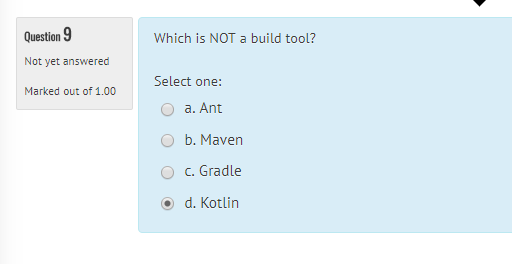 Question 9
Not yet answered
Marked out of 1.00
Which is NOT a build tool?
Select one:
a. Ant
b. Maven
c. Gradle
d. Kotlin